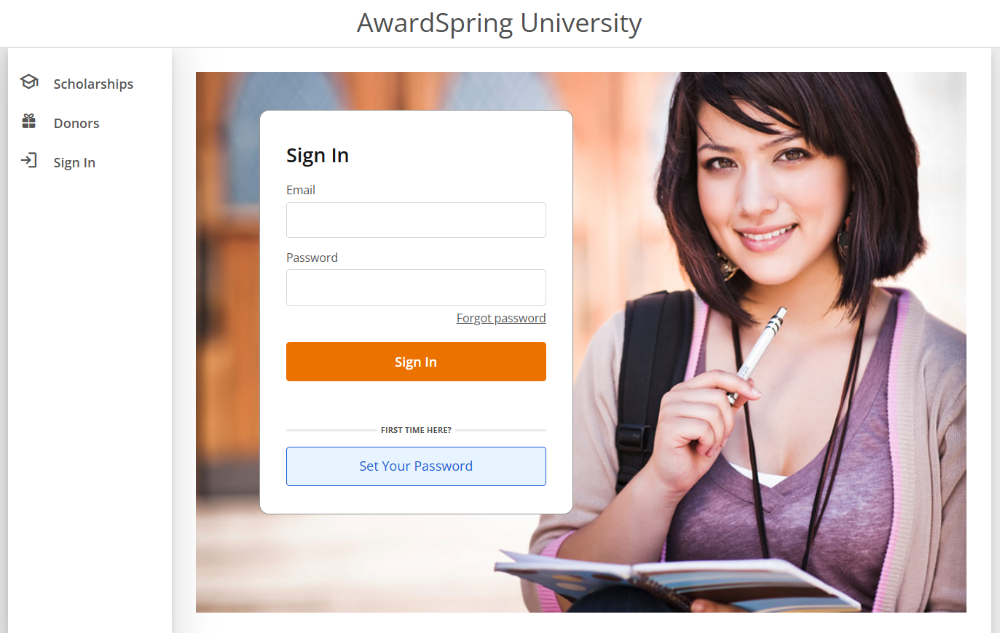 AwardSpring University
Scholarships
Donors
Sign In
Sign In
Email
Password
Forgot password
Sign In
FIRST TIME HERE?
Set Your Password